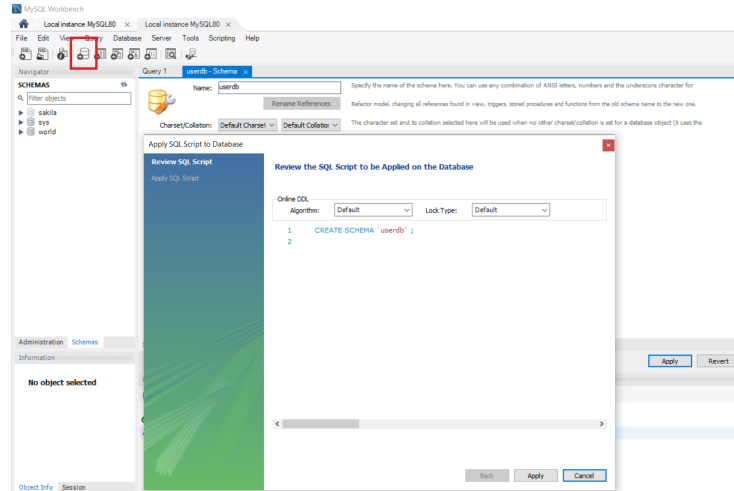 MySQL Workbench
Local instance MySQL80 ×
Local instance MySQL80 ×
File Edit View Query Database Server Tools Scripting Help
Navigator
SCHEMAS
Filter objects
sakila
sys
world
Query 1
userdb - Schema ×
Name: userdb
Specify the name of the schema here. You can use any combination of ANSI letters, numbers and the underscore character for
Rename References
Refactor model, changing all references found in view, triggers, stored procedures and functions from the old schema name to the new one.
Charset/Collation: Default Charset Default Collation
The character set and its collation selected here will be used when no other charset/collation is set for a database object (it uses the
Apply SQL Script to Database
Review SQL Script
Apply SQL Script
Review the SQL Script to be Applied on the Database
Online DDL
Algorithm: Default Lock Type: Default
1 CREATE SCHEMA `userdb` ;
2
Back Apply Cancel
Apply Revert
Administration Schemas
Information
No object selected
Object Info Session